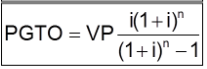 PGTO = VP i(1+i)ⁿ / (1+i)ⁿ − 1